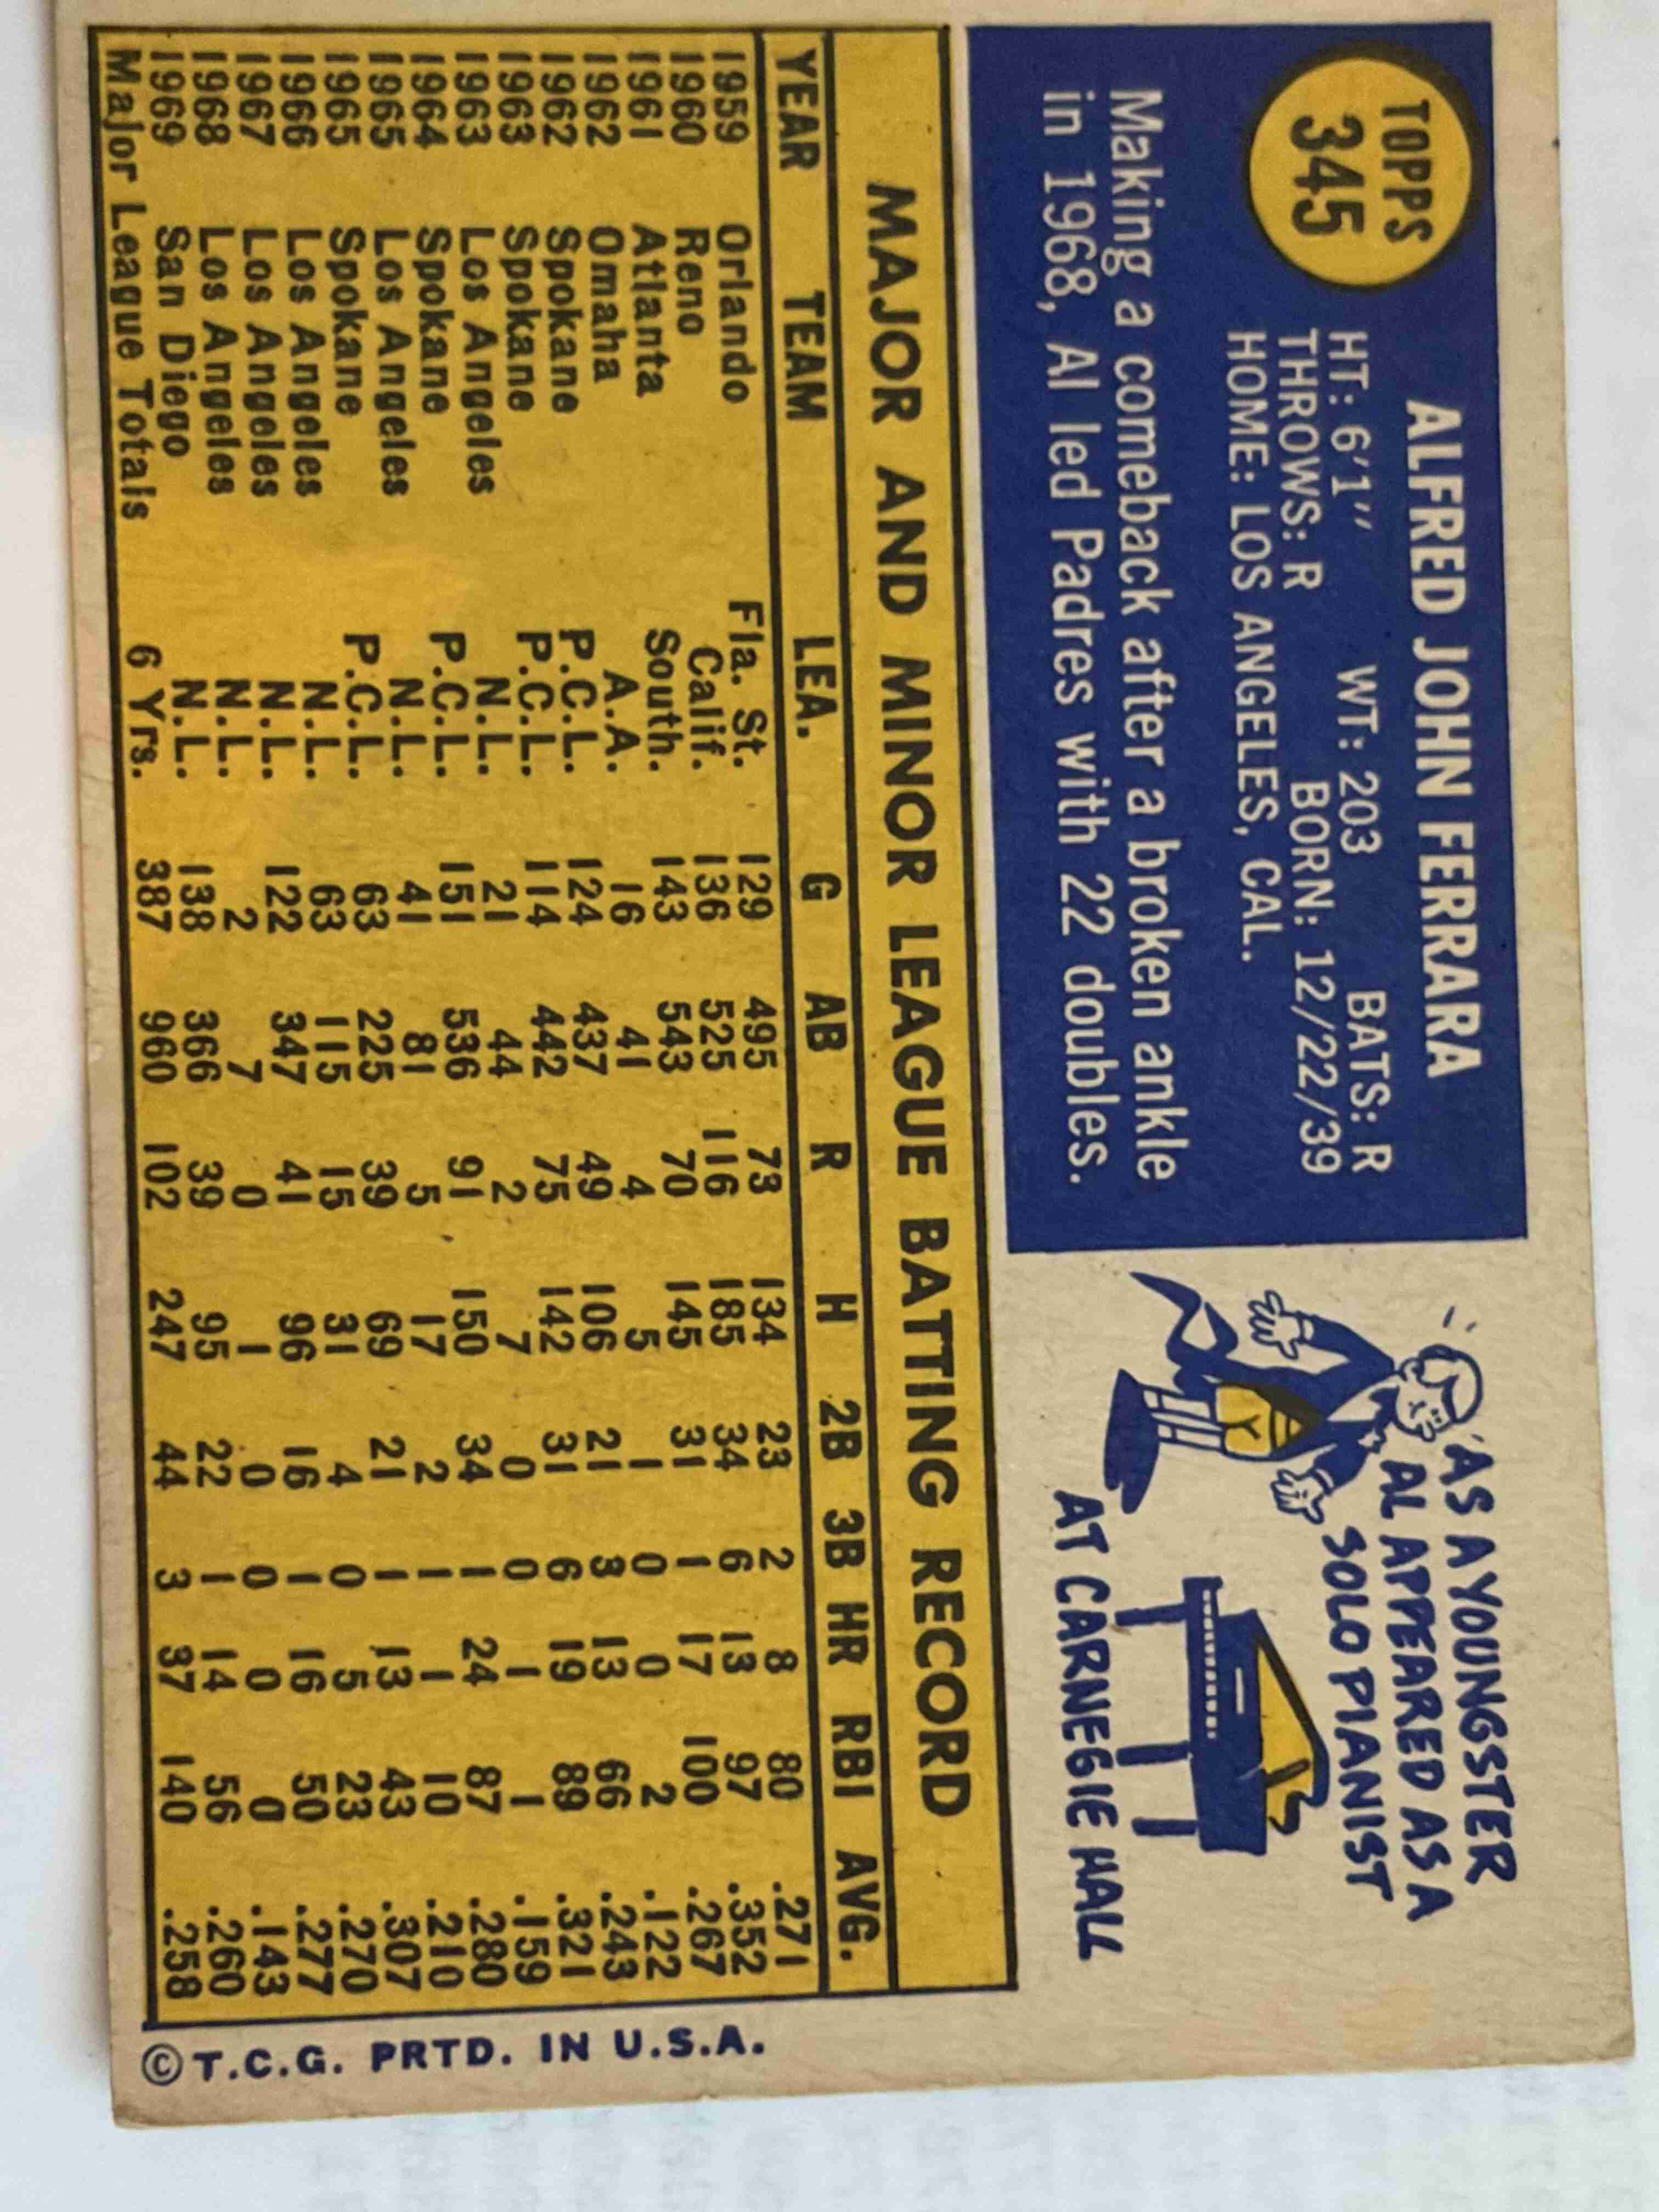 TOPPS
345
ALFRED JOHN FERRARA
HT: 6'1" WT: 203 BATS: R
THROWS: R BORN: 12/22/39
HOME: LOS ANGELES, CAL.
Making a comeback after a broken ankle
in 1968, Al led Padres with 22 doubles.
AS A YOUNGSTER
AL APPEARED AS A
SOLO PIANIST
AT CARNEGIE HALL
MAJOR AND MINOR LEAGUE BATTING RECORD
YEAR TEAM LEA. G AB R H 2B 3B HR RBI AVG.
1959 Orlando Fla. St. 129 495 73 134 23 2 8 80 .271
1960 Reno Calif. 136 525 116 185 34 6 13 97 .352
1961 Atlanta South. 143 543 70 145 31 1 17 100 .267
1962 Omaha A.A. 16 41 4 5 1 0 0 2 .122
1962 Spokane P.C.L. 124 437 49 106 21 3 13 66 .243
1963 Spokane P.C.L. 114 442 75 142 31 6 19 89 .321
1963 Los Angeles N.L. 21 44 2 7 0 0 1 1 .159
1964 Spokane P.C.L. 151 536 91 150 34 1 24 87 .280
1965 Los Angeles N.L. 41 81 5 17 2 1 1 10 .210
1965 Spokane P.C.L. 63 225 39 69 21 1 13 43 .307
1966 Los Angeles N.L. 63 115 15 31 4 0 5 23 .270
1967 Los Angeles N.L. 122 347 41 96 16 1 16 50 .277
1968 Los Angeles N.L. 2 7 0 1 0 0 0 0 .143
1969 San Diego N.L. 138 366 39 95 22 1 14 56 .260
Major League Totals 6 Yrs. 387 960 102 247 44 3 37 140 .258
© T.C.G. PRTD. IN U.S.A.